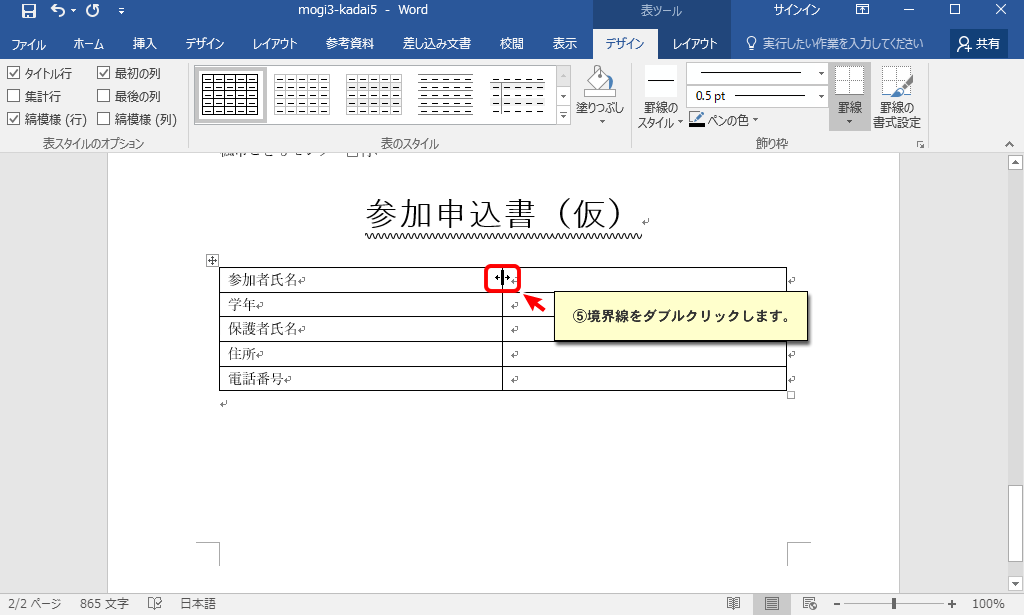 mogi3-kadai5 - Word
表ツール
サインイン
ファイル ホーム 挿入 デザイン レイアウト 参考資料 差し込み文書 校閲 表示 デザイン レイアウト 実行したい作業を入力してください 共有
タイトル行 最初の列
集計行 最後の列
縞模様 (行) 縞模様 (列)
表スタイルのオプション
表のスタイル
塗りつぶし
罫線の
スタイル
0.5 pt
ペンの色
罫線
罫線の
書式設定
飾り枠
参加申込書（仮）
参加者氏名
学年
保護者氏名
住所
電話番号
⑤境界線をダブルクリックします。
2/2 ページ 865 文字 日本語 100%